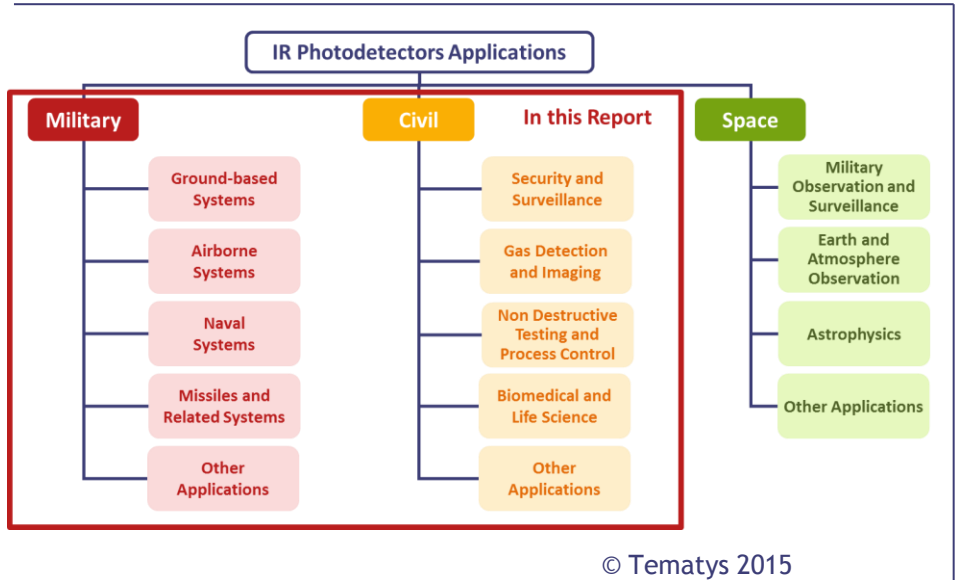 IR Photodetectors Applications
Military
Civil
In this Report
Space
Ground-based
Systems
Airborne
Systems
Naval
Systems
Missiles and
Related Systems
Other
Applications
Security and
Surveillance
Gas Detection
and Imaging
Non Destructive
Testing and
Process Control
Biomedical and
Life Science
Other
Applications
Military
Observation and
Surveillance
Earth and
Atmosphere
Observation
Astrophysics
Other Applications
© Tematys 2015